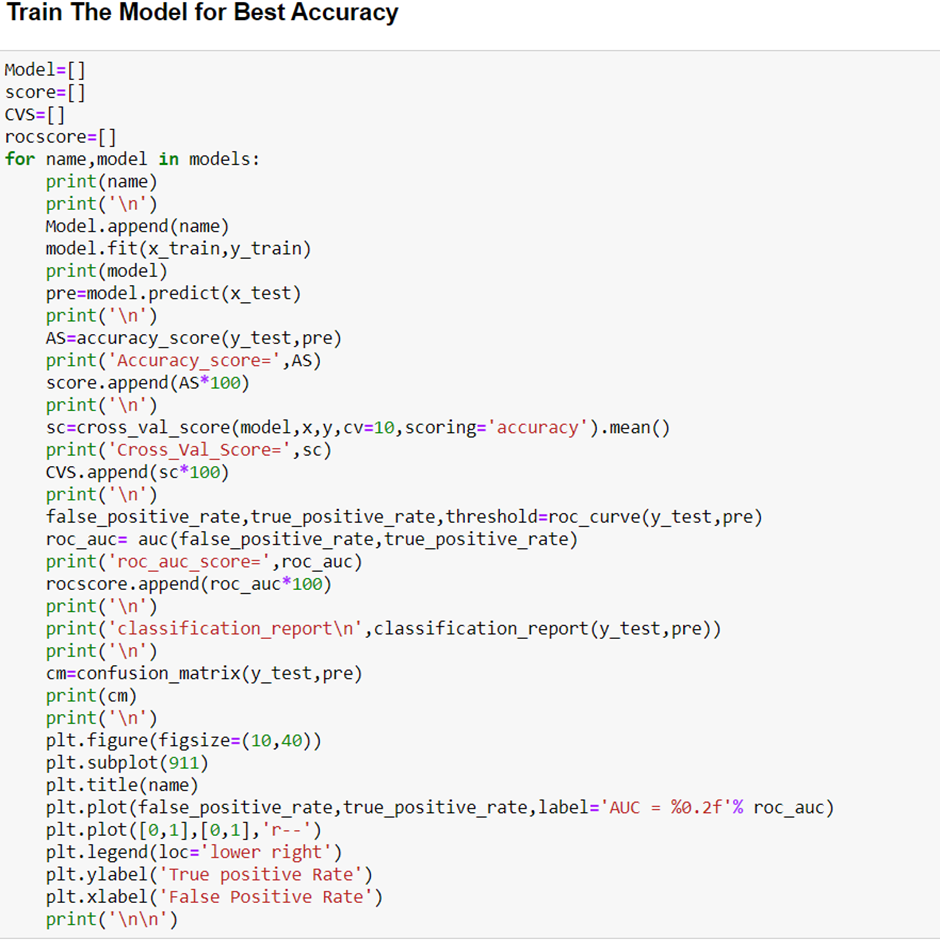 Train The Model for Best Accuracy
Model=[]
score=[]
CVS=[]
rocscore=[]
for name,model in models:
    print(name)
    print('\n')
    Model.append(name)
    model.fit(x_train,y_train)
    print(model)
    pre=model.predict(x_test)
    print('\n')
    AS=accuracy_score(y_test,pre)
    print('Accuracy_score=',AS)
    score.append(AS*100)
    print('\n')
    sc=cross_val_score(model,x,y,cv=10,scoring='accuracy').mean()
    print('Cross_Val_Score=',sc)
    CVS.append(sc*100)
    print('\n')
    false_positive_rate,true_positive_rate,threshold=roc_curve(y_test,pre)
    roc_auc= auc(false_positive_rate,true_positive_rate)
    print('roc_auc_score=',roc_auc)
    rocscore.append(roc_auc*100)
    print('\n')
    print('classification_report\n',classification_report(y_test,pre))
    print('\n')
    cm=confusion_matrix(y_test,pre)
    print(cm)
    print('\n')
    plt.figure(figsize=(10,40))
    plt.subplot(911)
    plt.title(name)
    plt.plot(false_positive_rate,true_positive_rate,label='AUC = %0.2f'% roc_auc)
    plt.plot([0,1],[0,1],'r--')
    plt.legend(loc='lower right')
    plt.ylabel('True positive Rate')
    plt.xlabel('False Positive Rate')
    print('\n\n')